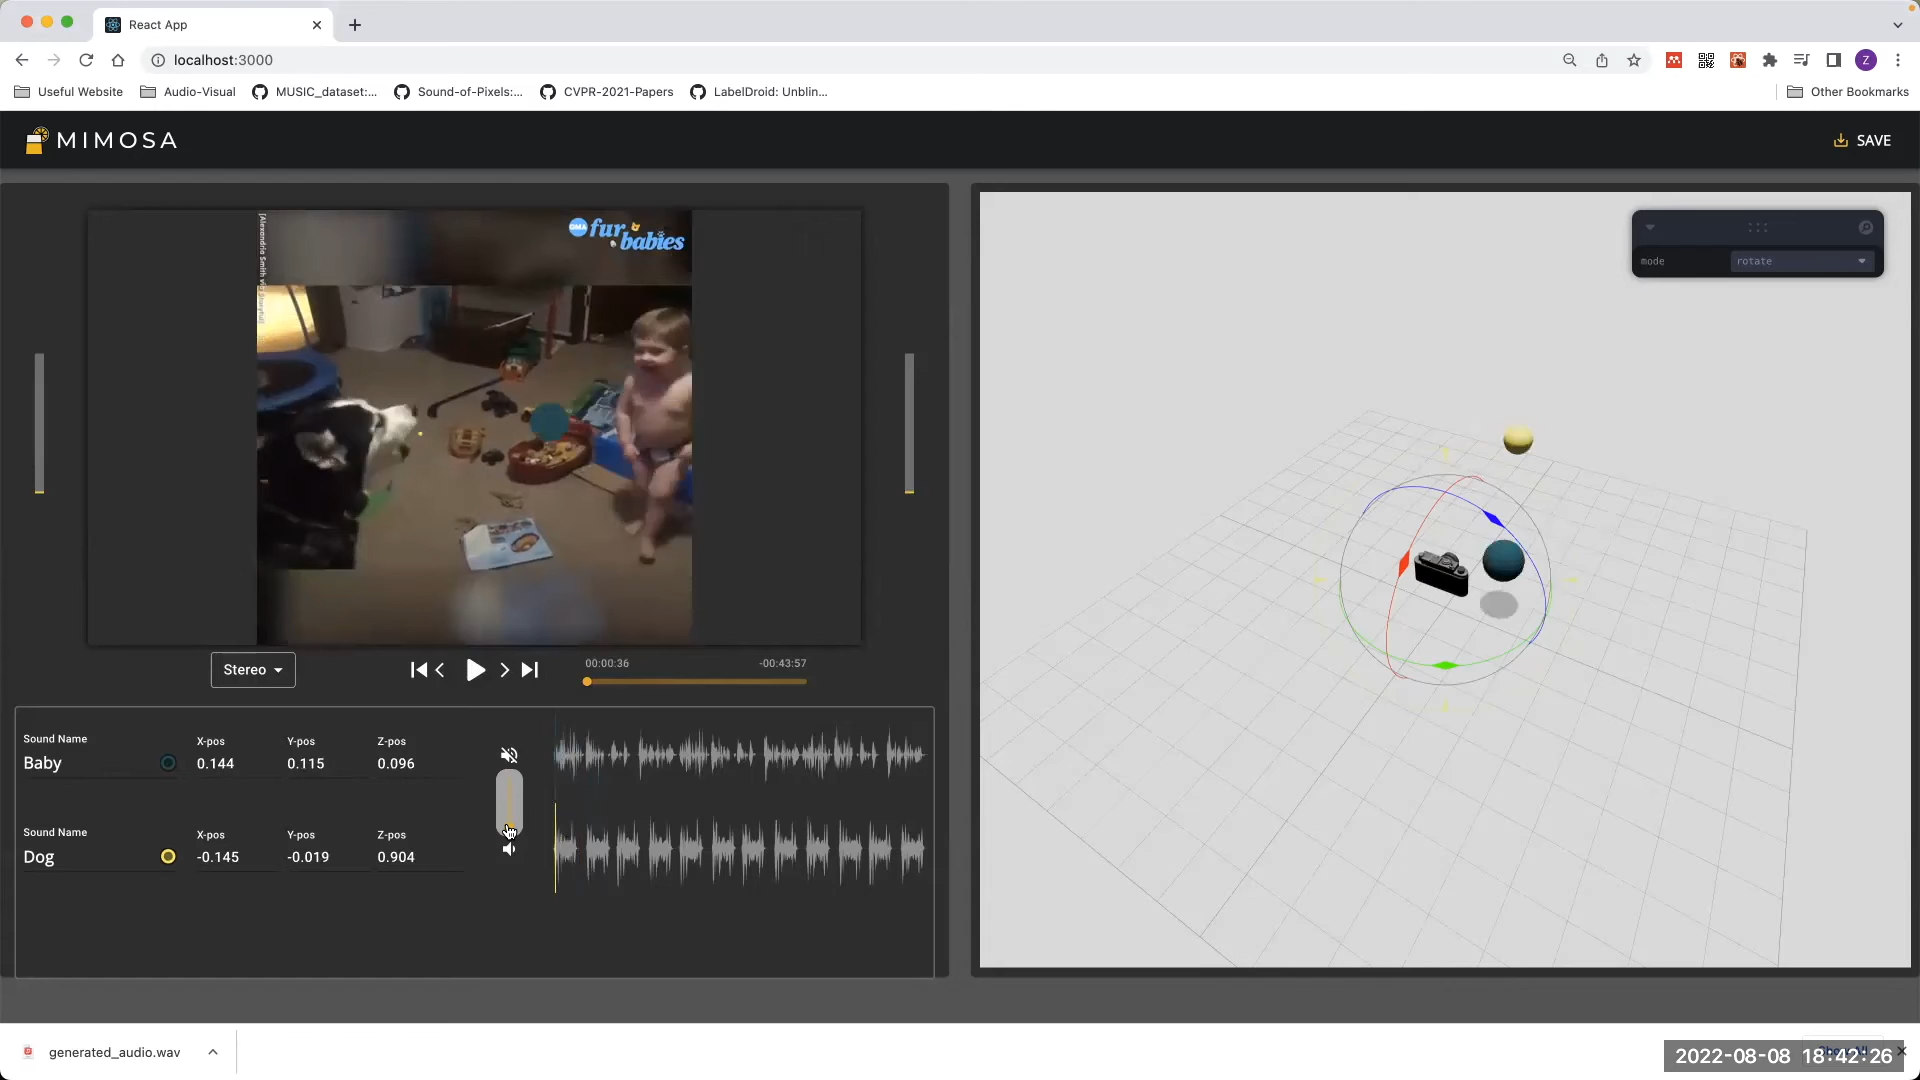 React App
localhost:3000
Z
Useful Website
Audio-Visual
MUSIC_dataset:...
Sound-of-Pixels:...
CVPR-2021-Papers
LabelDroid: Unblin...
Other Bookmarks
MIMOSA
SAVE
GMA fur babies
mode
rotate
Stereo
00:00:36
-00:43:57
Sound Name
X-pos
Y-pos
Z-pos
Baby
0.144
0.115
0.096
Sound Name
X-pos
Y-pos
Z-pos
Dog
-0.145
-0.019
0.904
generated_audio.wav
2022-08-08 18:42:26